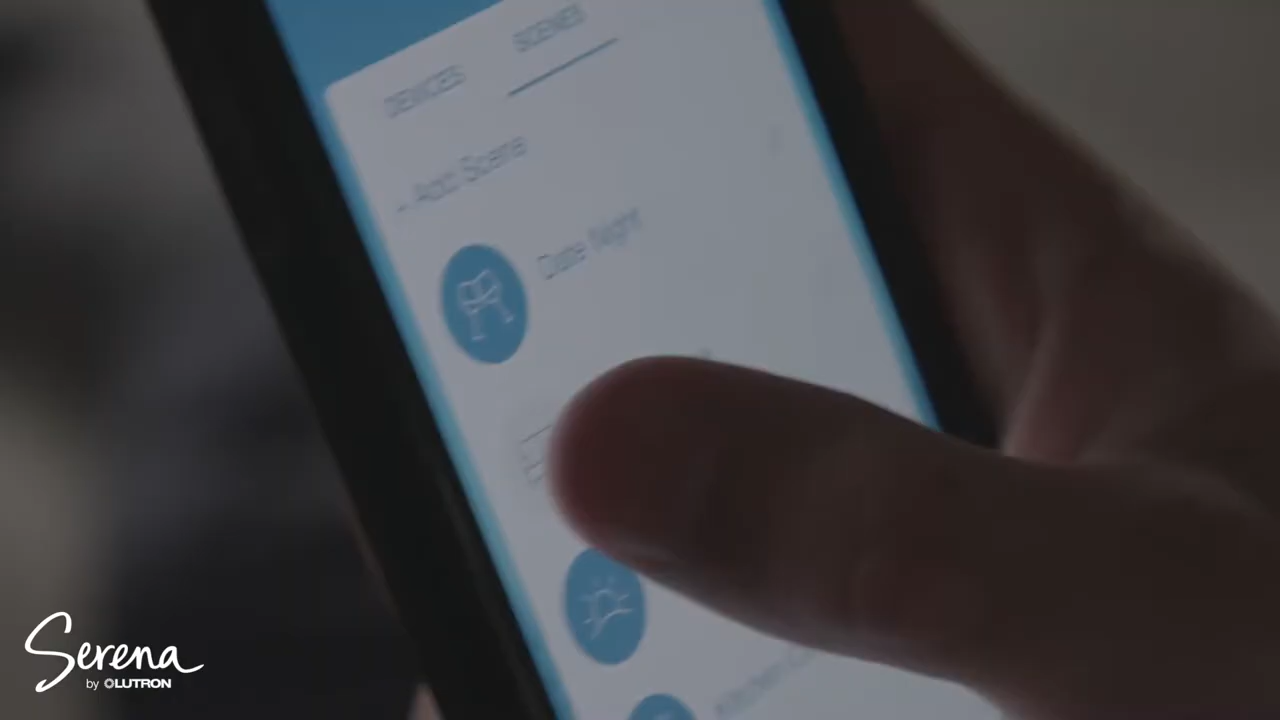 DEVICES
SCENES
+ Add Scene
Date Night
Serena
by LUTRON